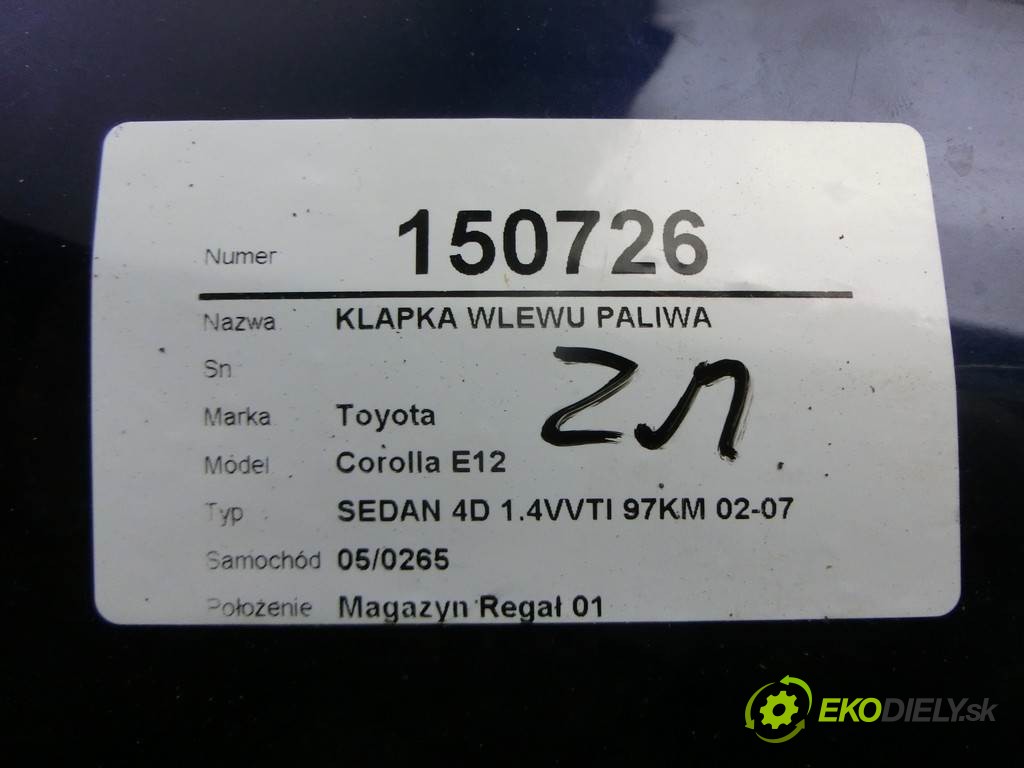 Numer 150726
Nazwa KLAPKA WLEWU PALIWA
Sn
Marka Toyota
Model Corolla E12
Typ SEDAN 4D 1.4VVTI 97KM 02-07
Samochód 05/0265
Położenie Magazyn Regał 01
EKODIELY.sk